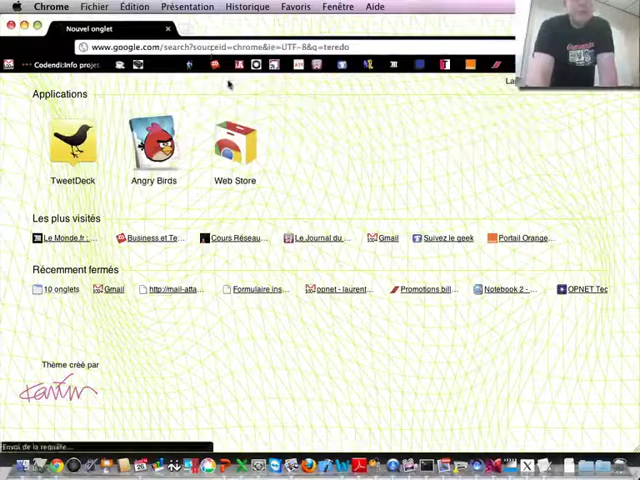 Chrome Fichier Édition Présentation Historique Favoris Fenêtre Aide
Nouvel onglet
www.google.com/search?sourceid=chrome&ie=UTF-8&q=teredo
Codendi:Info projet
Applications
TweetDeck Angry Birds Web Store
Les plus visités
Le Monde.fr :... Business et Te... Cours Réseau... Le Journal du ... Gmail Suivez le geek Portail Orange...
Récemment fermés
10 onglets Gmail http://mail-atta... Formulaire ins... opnet - laurent... Promotions bill... Notebook 2 -... OPNET Tec
Thème créé par
Envoi de la requête...